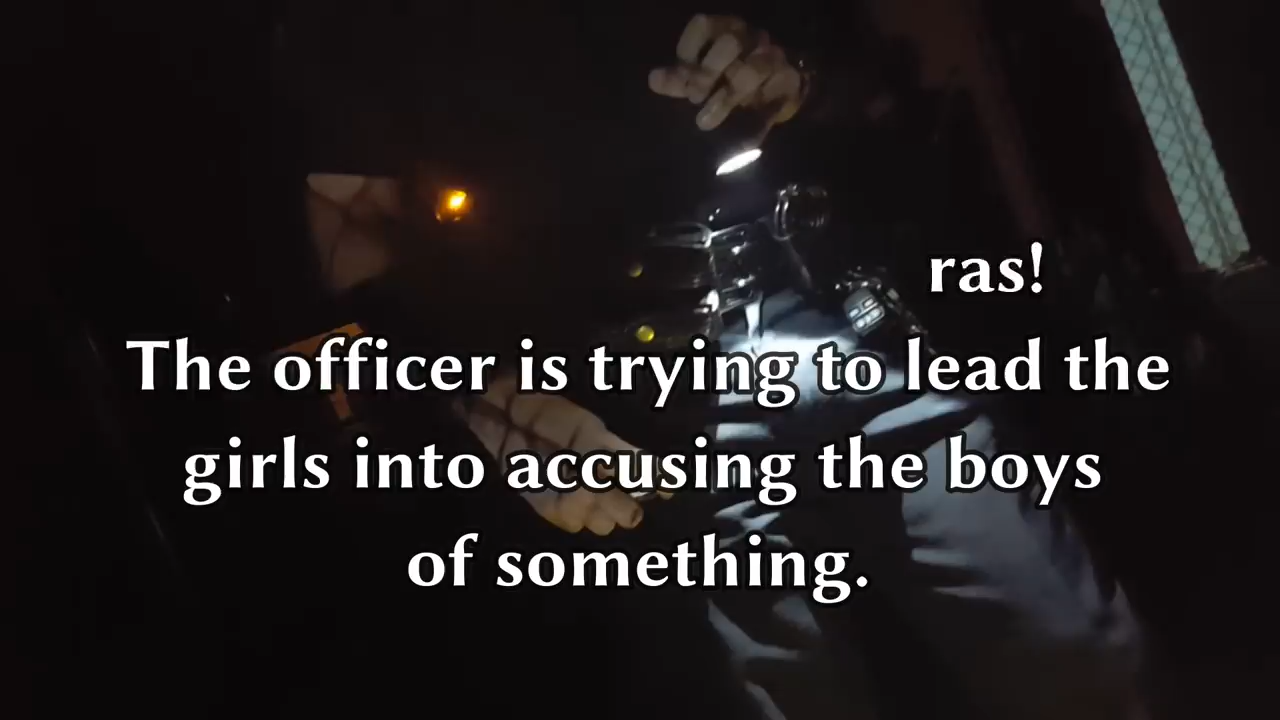 ras!
The officer is trying to lead the
girls into accusing the boys
of something.